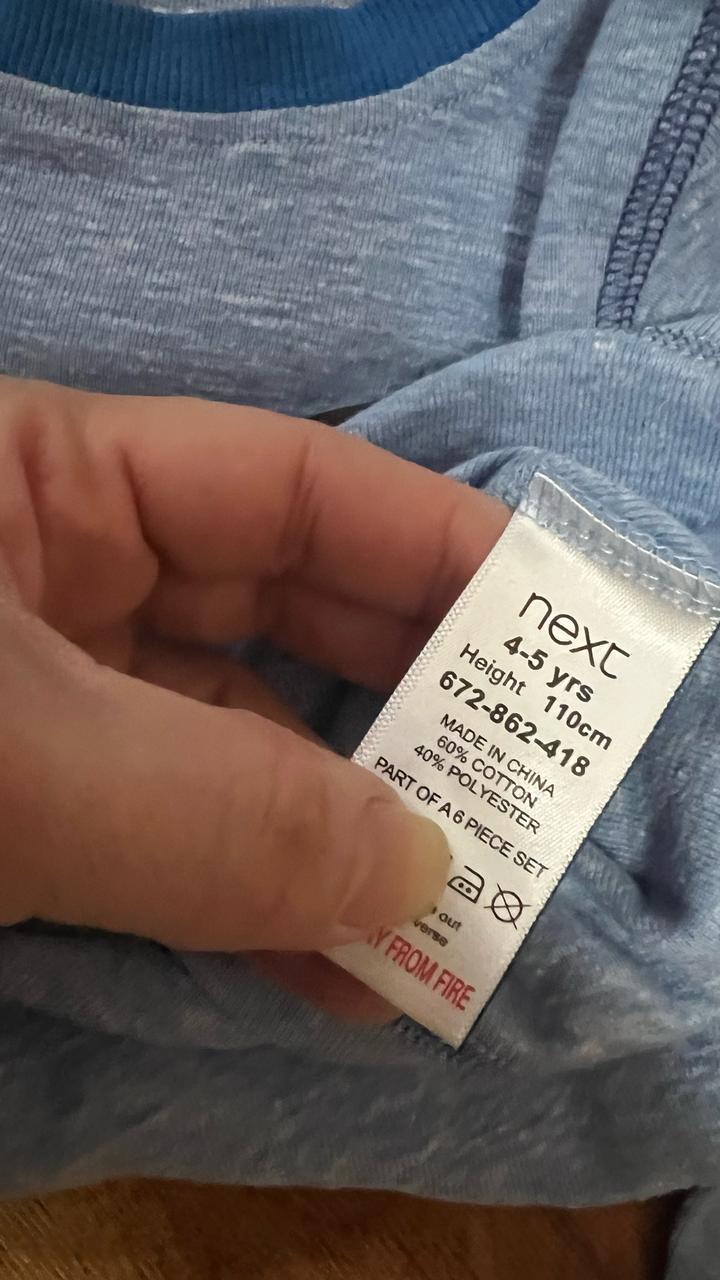 next
4-5 yrs
Height 110cm
672-862-418
MADE IN CHINA
60% COTTON
40% POLYESTER
PART OF A 6 PIECE SET
out
FROM FIRE